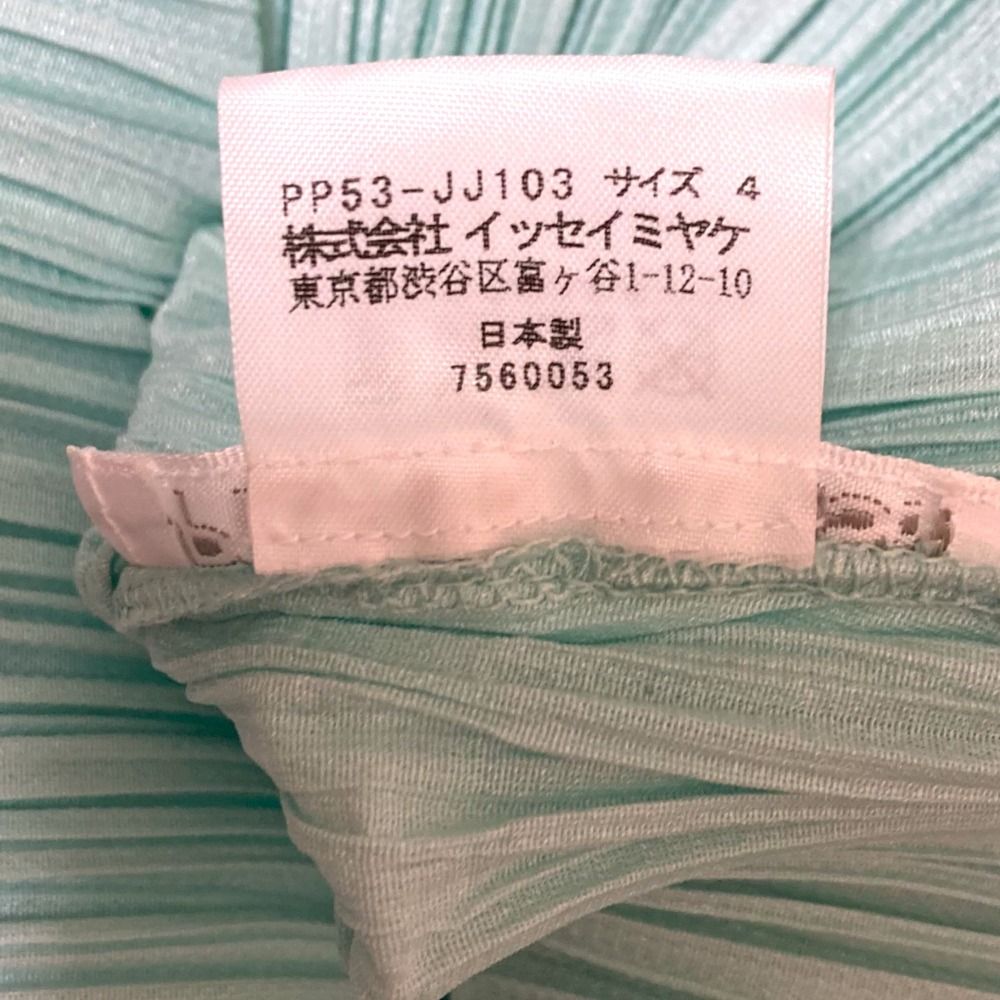 PP53-JJ103 サイズ 4
株式会社 イッセイミヤケ
東京都渋谷区富ヶ谷1-12-10
日本製
7560053